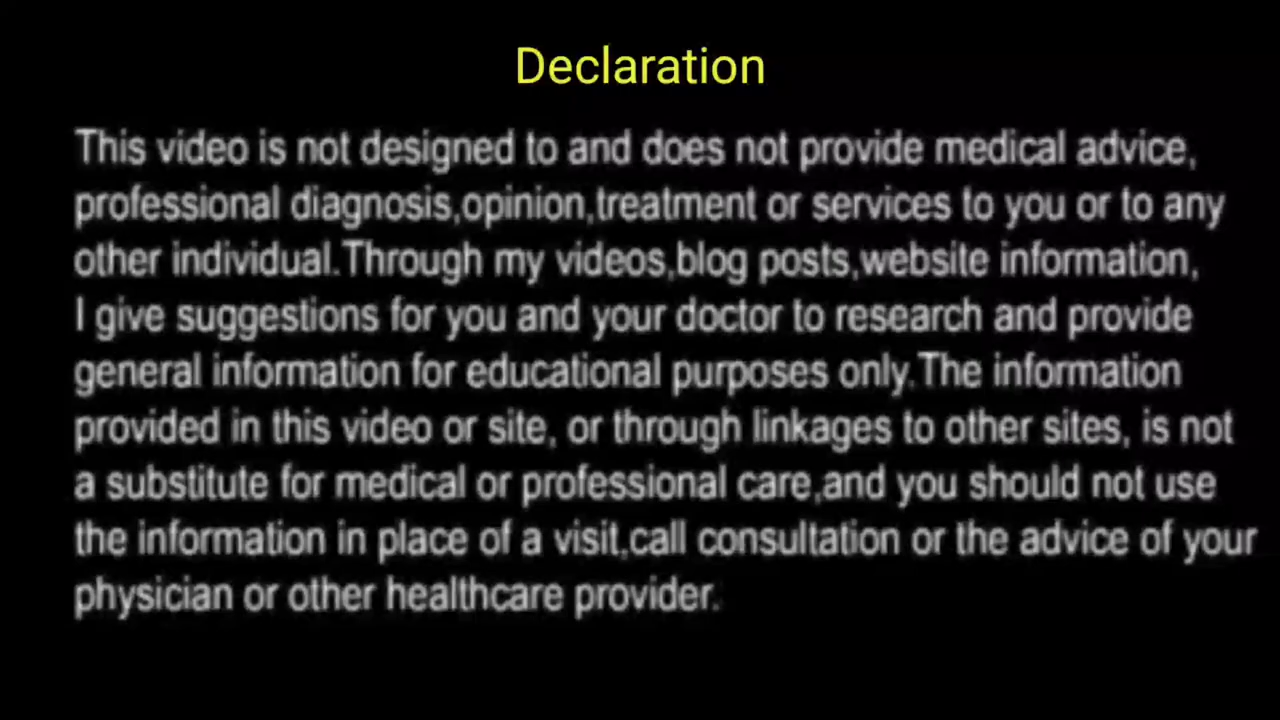 Declaration
This video is not designed to and does not provide medical advice,
professional diagnosis,opinion,treatment or services to you or to any
other individual.Through my videos,blog posts,website information,
I give suggestions for you and your doctor to research and provide
general information for educational purposes only.The information
provided in this video or site, or through linkages to other sites, is not
a substitute for medical or professional care,and you should not use
the information in place of a visit,call consultation or the advice of your
physician or other healthcare provider.